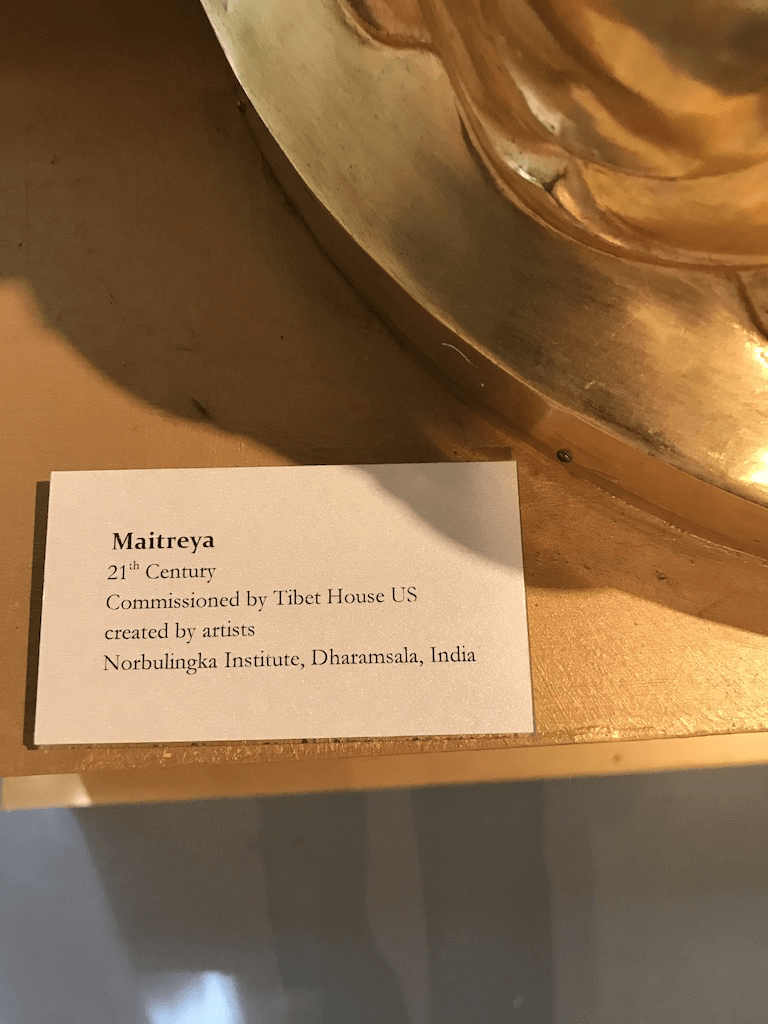 Maitreya
21th Century
Commissioned by Tibet House US
created by artists
Norbulingka Institute, Dharamsala, India